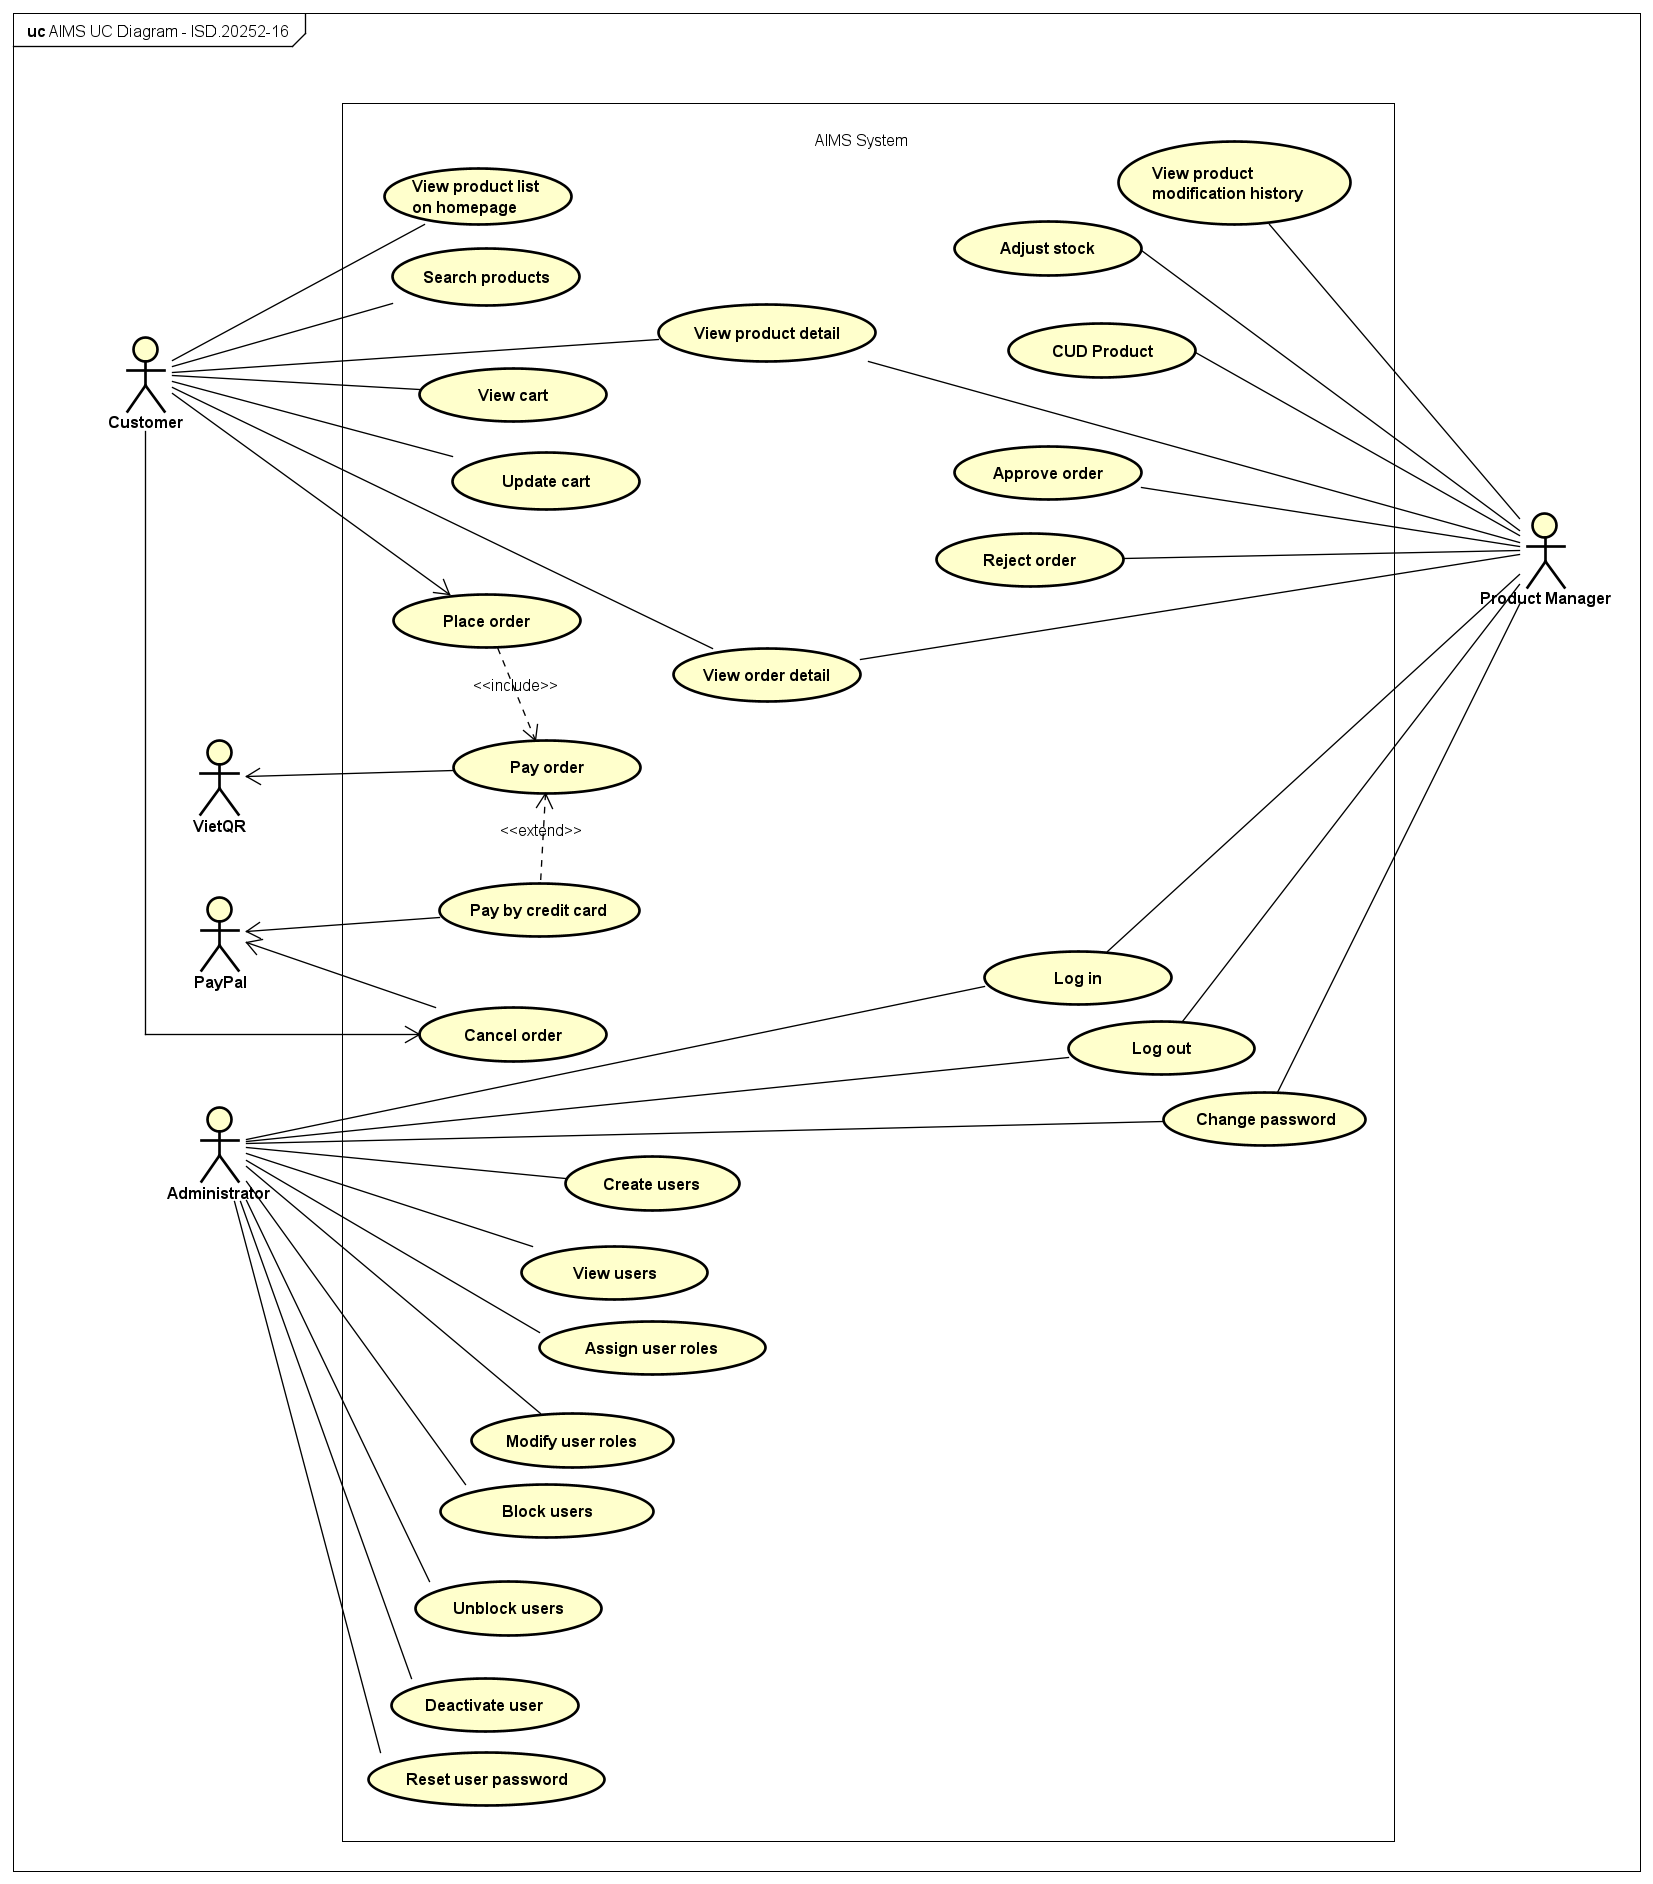 uc AIMS UC Diagram - ISD.20252-16
AIMS System
View product list
on homepage
View product
modification history
Adjust stock
Search products
View product detail
CUD Product
View cart
Customer
Update cart
Approve order
Reject order
Product Manager
Place order
View order detail
<<include>>
Pay order
VietQR
<<extend>>
Pay by credit card
PayPal
Log in
Cancel order
Log out
Change password
Create users
Administrator
View users
Assign user roles
Modify user roles
Block users
Unblock users
Deactivate user
Reset user password